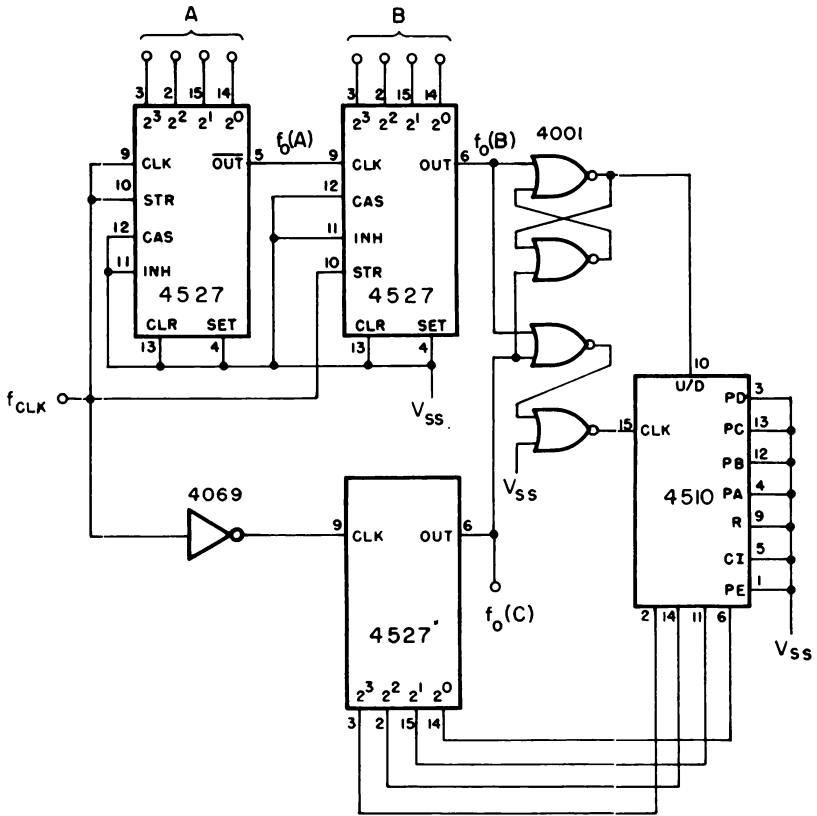 A B
3 2 15 14 3 2 15 14
2³ 2² 2¹ 2⁰ 2³ 2² 2¹ 2⁰
4001
9 CLK OUT 5 f₀(A) 9 CLK OUT 6 f₀(B)
10 STR 12 CAS
12 CAS 11 INH
11 INH 10 STR
4527 4527
CLR SET CLR SET
13 4 13 4
fCLK
VSS
10
U/D
15 CLK
4510
PD 3
PC 13
PB 12
PA 4
R 9
CI 5
PE 1
VSS
2 14 11 6
VSS
4069
9 CLK OUT 6
f₀(C)
4527
2³ 2² 2¹ 2⁰
3 2 15 14